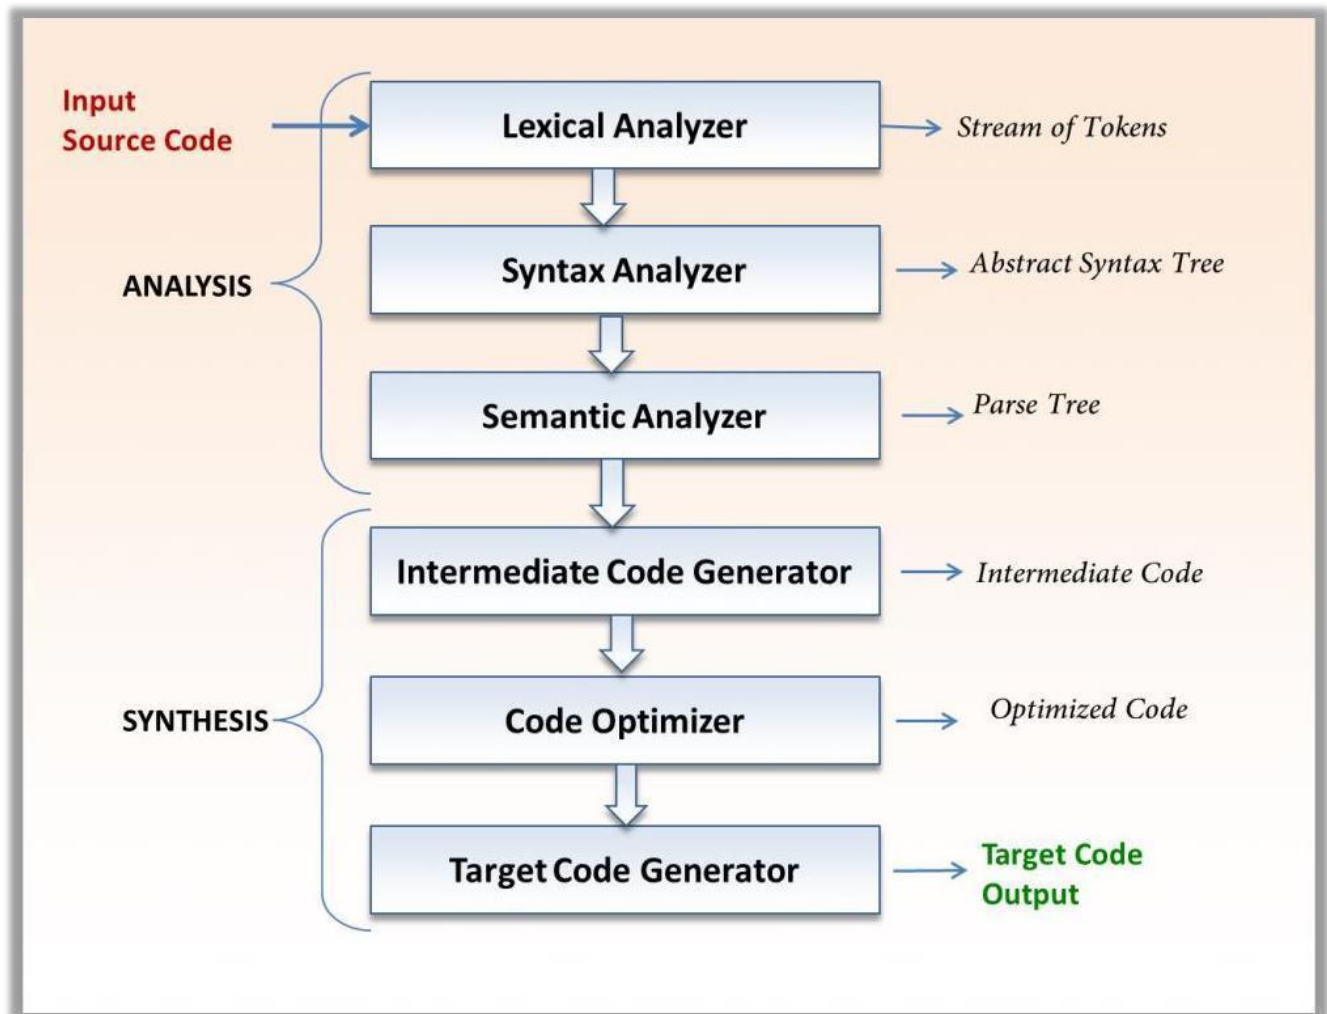 Input
Source Code
Lexical Analyzer
Stream of Tokens
Syntax Analyzer
Abstract Syntax Tree
ANALYSIS
Semantic Analyzer
Parse Tree
Intermediate Code Generator
Intermediate Code
SYNTHESIS
Code Optimizer
Optimized Code
Target Code Generator
Target Code
Output